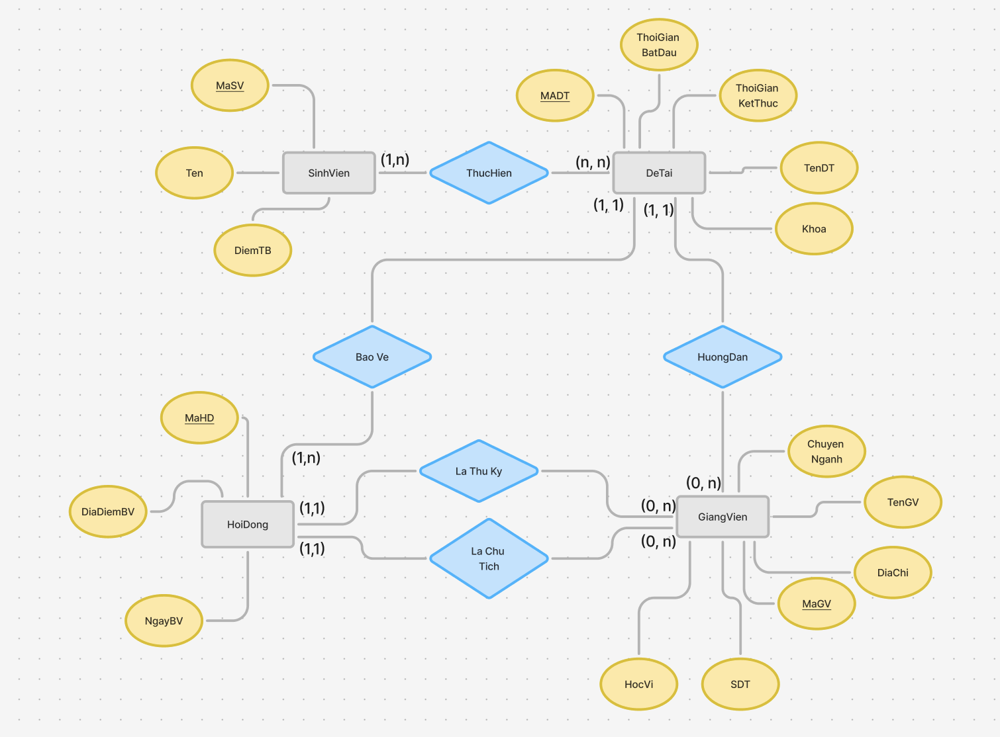 ThoiGian
BatDau
MaSV
MADT
ThoiGian
KetThuc
Ten
SinhVien
(1,n)
ThucHien
(n, n)
DeTai
TenDT
(1, 1)
(1, 1)
Khoa
DiemTB
Bao Ve
HuongDan
MaHD
(1,n)
La Thu Ky
Chuyen
Nganh
(0, n)
DiaDiemBV
HoiDong
(1,1)
(0, n)
GiangVien
TenGV
(1,1)
La Chu
Tich
(0, n)
DiaChi
MaGV
NgayBV
HocVi
SDT